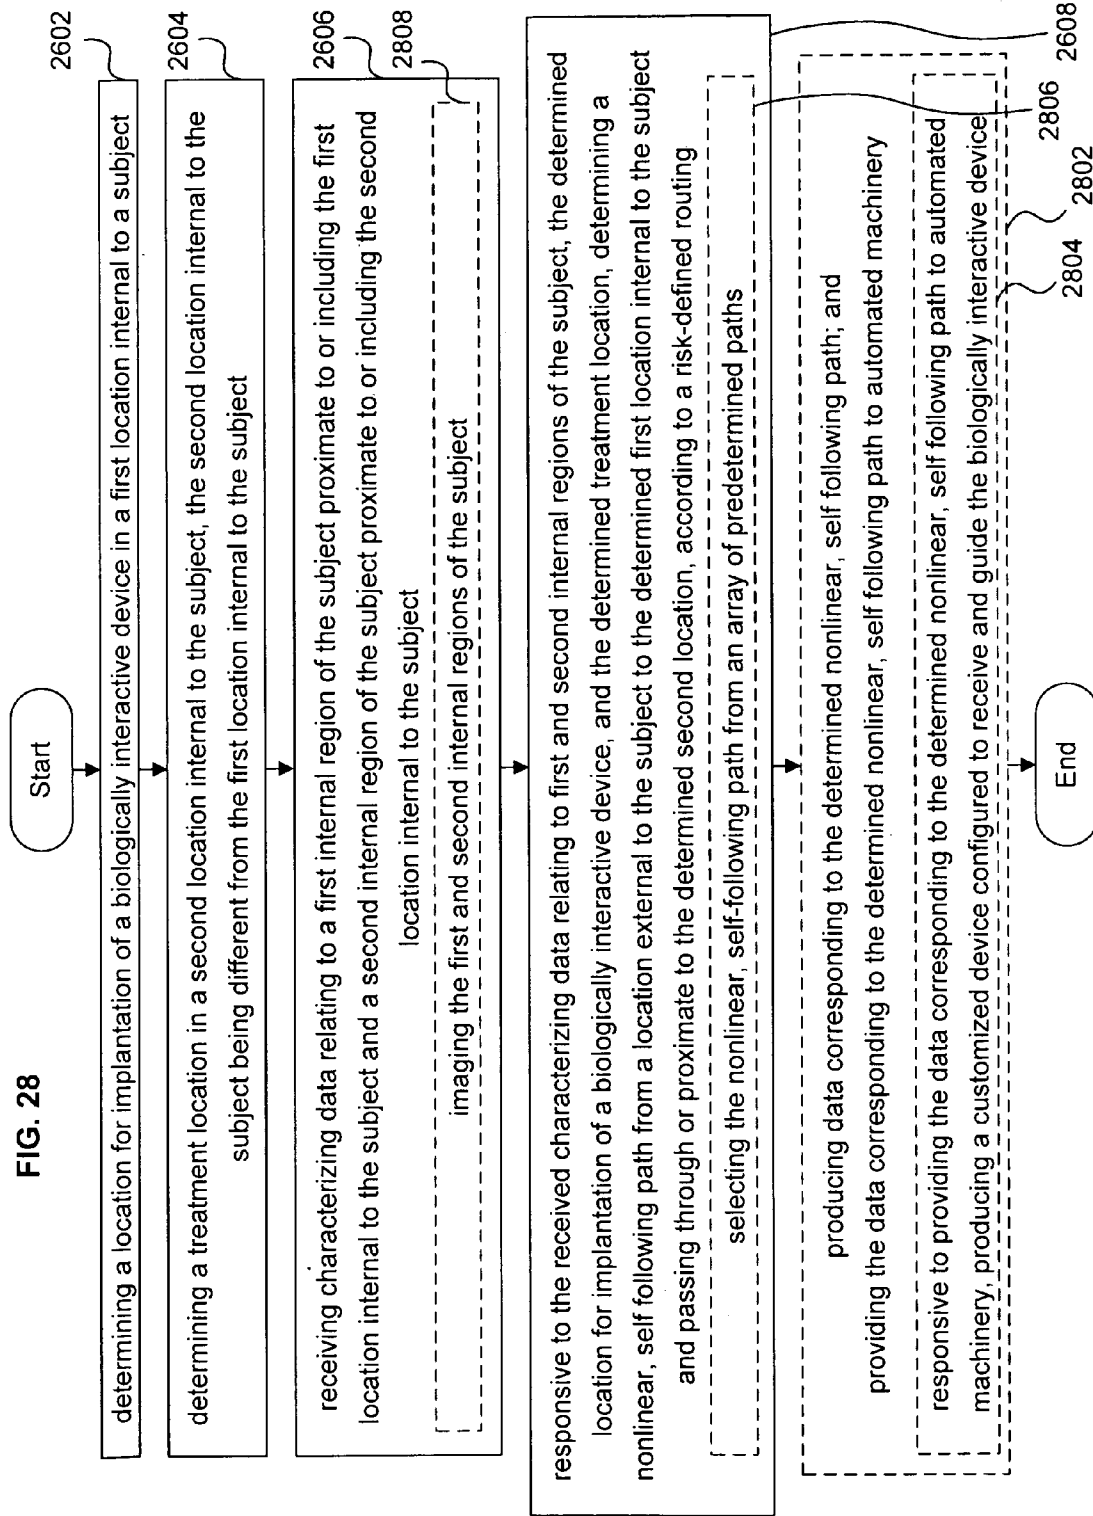 FIG. 28
Start
determining a location for implantation of a biologically interactive device in a first location internal to a subject
2602
determining a treatment location in a second location internal to the subject, the second location internal to the
subject being different from the first location internal to the subject
2604
receiving characterizing data relating to a first internal region of the subject proximate to or including the first
location internal to the subject and a second internal region of the subject proximate to or including the second
location internal to the subject
2606
imaging the first and second internal regions of the subject
2808
responsive to the received characterizing data relating to first and second internal regions of the subject, the determined
location for implantation of a biologically interactive device, and the determined treatment location, determining a
nonlinear, self following path from a location external to the subject to the determined first location internal to the subject
and passing through or proximate to the determined second location, according to a risk-defined routing
2608
selecting the nonlinear, self-following path from an array of predetermined paths
2806
producing data corresponding to the determined nonlinear, self following path; and
providing the data corresponding to the determined nonlinear, self following path to automated machinery
2802
responsive to providing the data corresponding to the determined nonlinear, self following path to automated
machinery, producing a customized device configured to receive and guide the biologically interactive device
2804
End